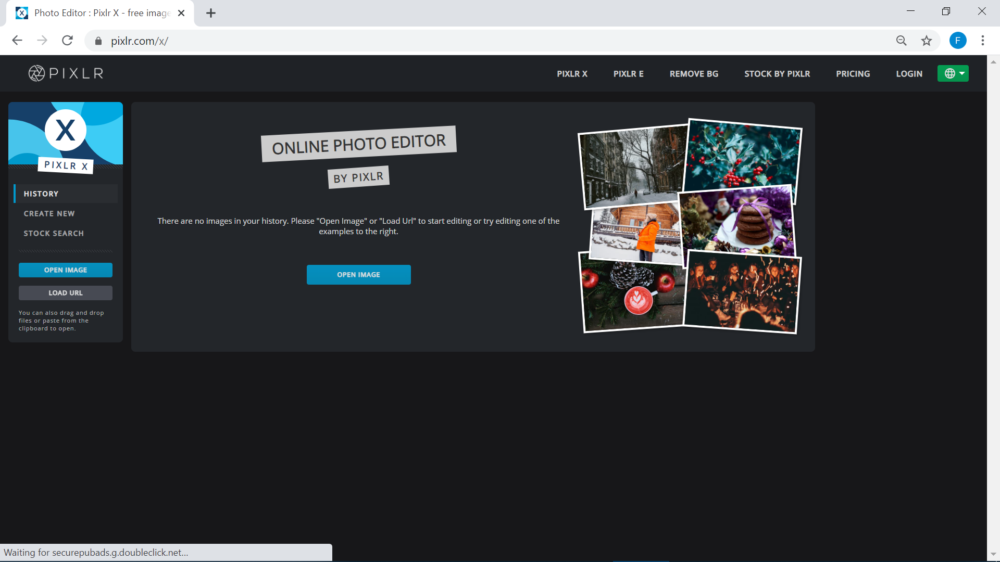 Photo Editor : Pixlr X - free image
pixlr.com/x/
F
PIXLR
PIXLR X
PIXLR E
REMOVE BG
STOCK BY PIXLR
PRICING
LOGIN
X
PIXLR X
HISTORY
CREATE NEW
STOCK SEARCH
OPEN IMAGE
LOAD URL
You can also drag and drop
files or paste from the
clipboard to open.
ONLINE PHOTO EDITOR
BY PIXLR
There are no images in your history. Please "Open Image" or "Load Url" to start editing or try editing one of the
examples to the right.
OPEN IMAGE
Waiting for securepubads.g.doubleclick.net...